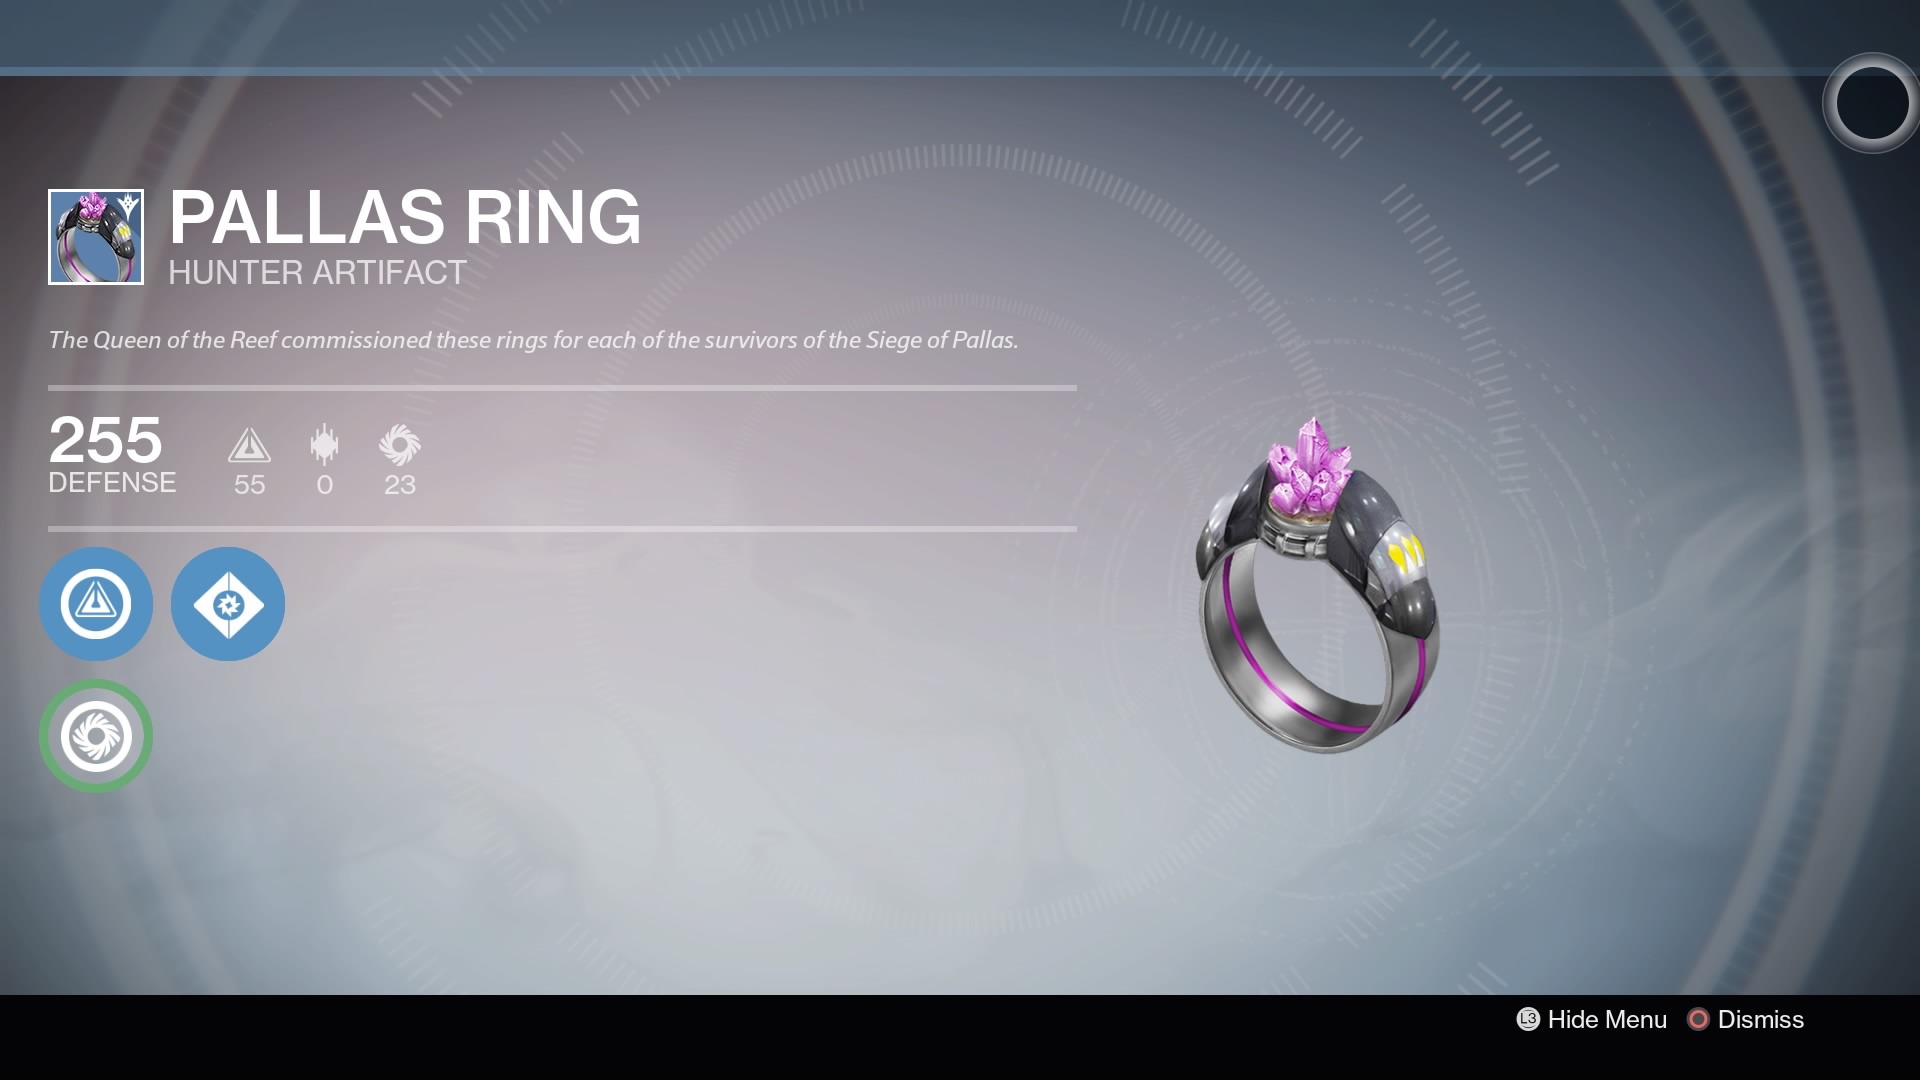 PALLAS RING
HUNTER ARTIFACT
The Queen of the Reef commissioned these rings for each of the survivors of the Siege of Pallas.
255
DEFENSE
55 0 23
L3 Hide Menu Dismiss